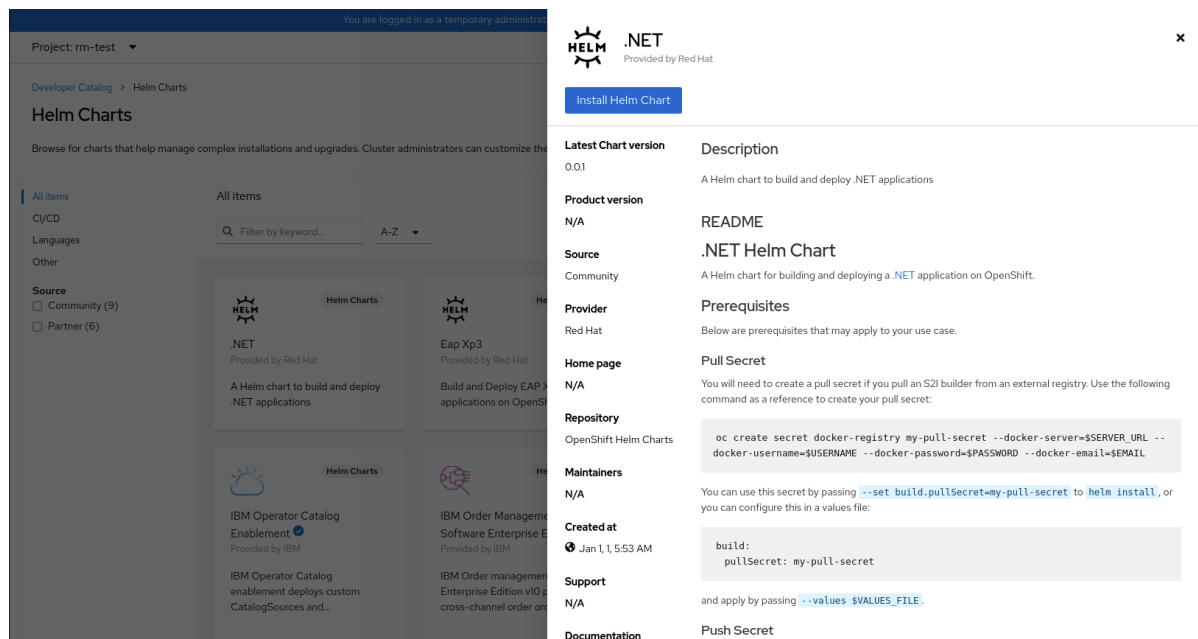 You are logged in as a temporary administrat
Project: rm-test
Developer Catalog > Helm Charts
Helm Charts
Browse for charts that help manage complex installations and upgrades. Cluster administrators can customize the
All items
CI/CD
Languages
Other
Source
Community (9)
Partner (6)
All items
Filter by keyword...
A-Z
HELM
Helm Charts
.NET
Provided by Red Hat
A Helm chart to build and deploy
.NET applications
HELM
He
Eap Xp3
Provided by Red Hat
Build and Deploy EAP X
applications on OpenSh
Helm Charts
IBM Operator Catalog
Enablement
Provided by IBM
IBM Operator Catalog
enablement deploys custom
CatalogSources and...
He
IBM Order Manageme
Software Enterprise E
Provided by IBM
IBM Order managemen
Enterprise Edition v10 p
cross-channel order orc
HELM
.NET
Provided by Red Hat
Install Helm Chart
Latest Chart version
0.0.1
Product version
N/A
Source
Community
Provider
Red Hat
Home page
N/A
Repository
OpenShift Helm Charts
Maintainers
N/A
Created at
Jan 1, 1, 5:53 AM
Support
N/A
Documentation
Description
A Helm chart to build and deploy .NET applications
README
.NET Helm Chart
A Helm chart for building and deploying a .NET application on OpenShift.
Prerequisites
Below are prerequisites that may apply to your use case.
Pull Secret
You will need to create a pull secret if you pull an S2I builder from an external registry. Use the following
command as a reference to create your pull secret:
oc create secret docker-registry my-pull-secret --docker-server=$SERVER_URL --
docker-username=$USERNAME --docker-password=$PASSWORD --docker-email=$EMAIL
You can use this secret by passing --set build.pullSecret=my-pull-secret to helm install, or
you can configure this in a values file:
build:
pullSecret: my-pull-secret
and apply by passing --values $VALUES_FILE.
Push Secret